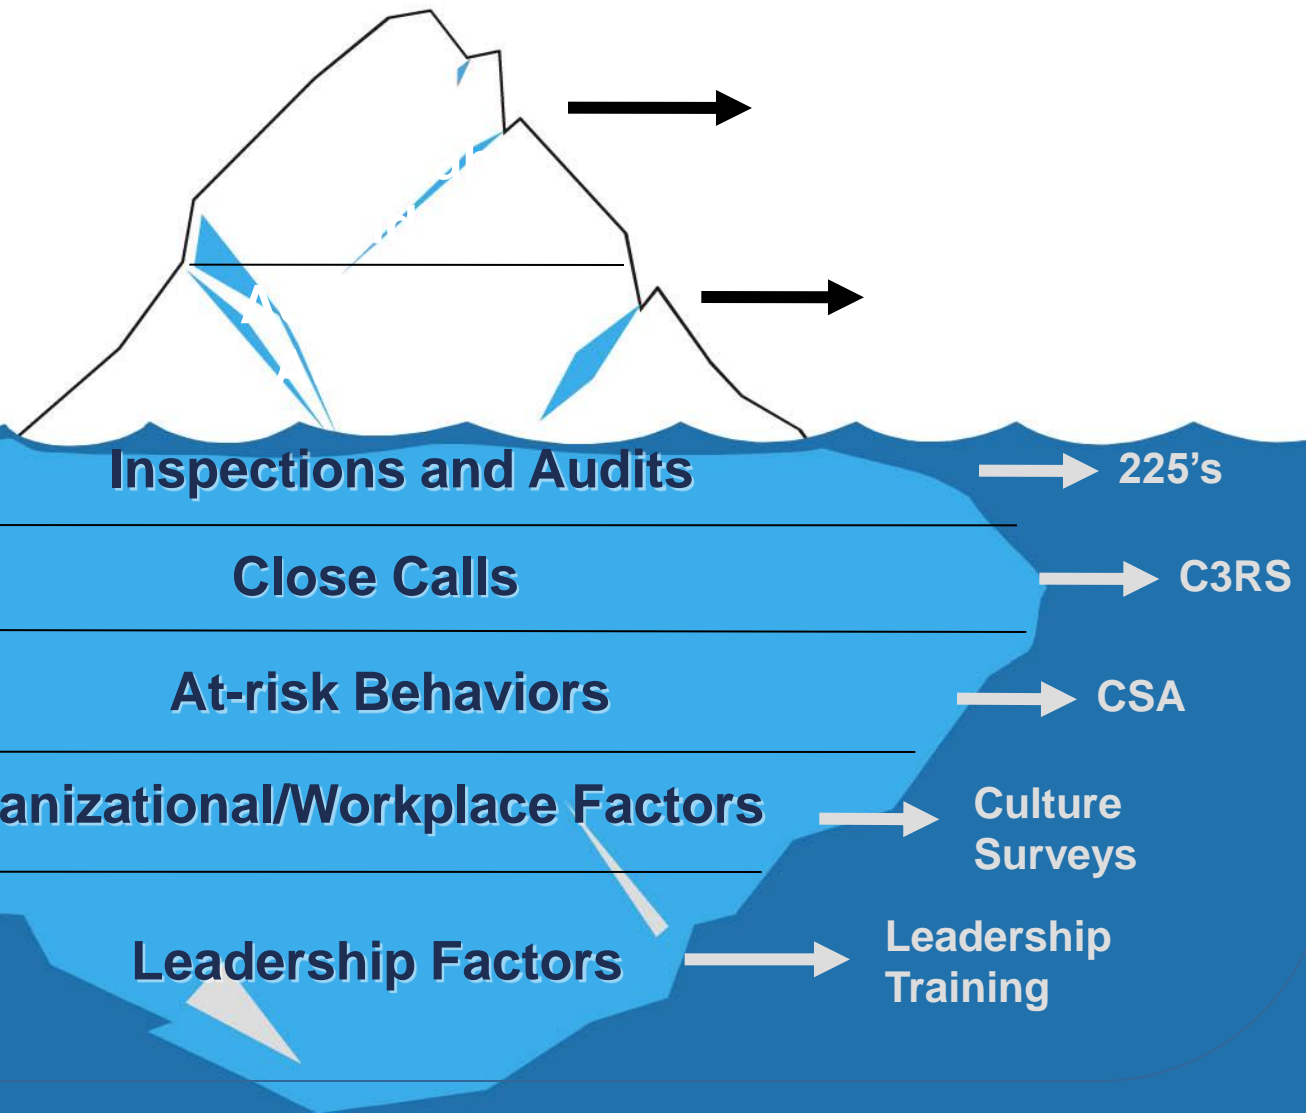 Inspections and Audits
225’s
Close Calls
C3RS
At-risk Behaviors
CSA
anizational/Workplace Factors
Culture
Surveys
Leadership Factors
Leadership
Training